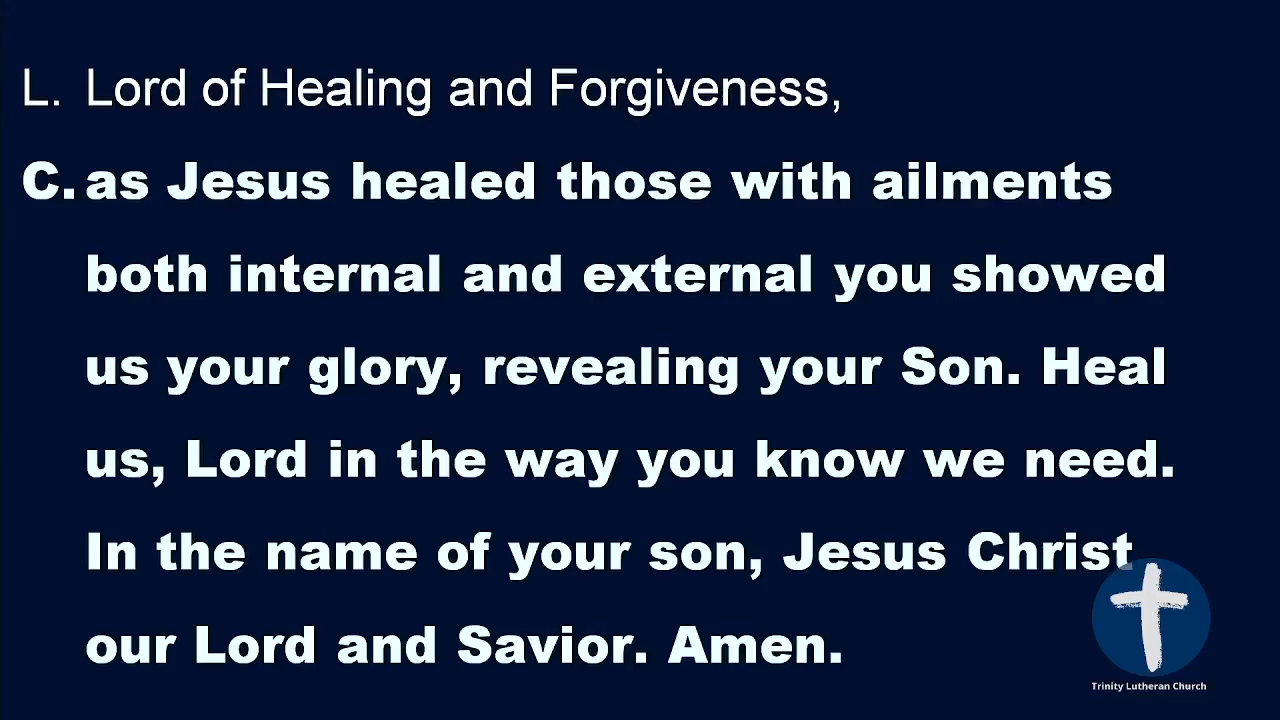 L. Lord of Healing and Forgiveness,
C. as Jesus healed those with ailments
both internal and external you showed
us your glory, revealing your Son. Heal
us, Lord in the way you know we need.
In the name of your son, Jesus Christ
our Lord and Savior. Amen.
Trinity Lutheran Church